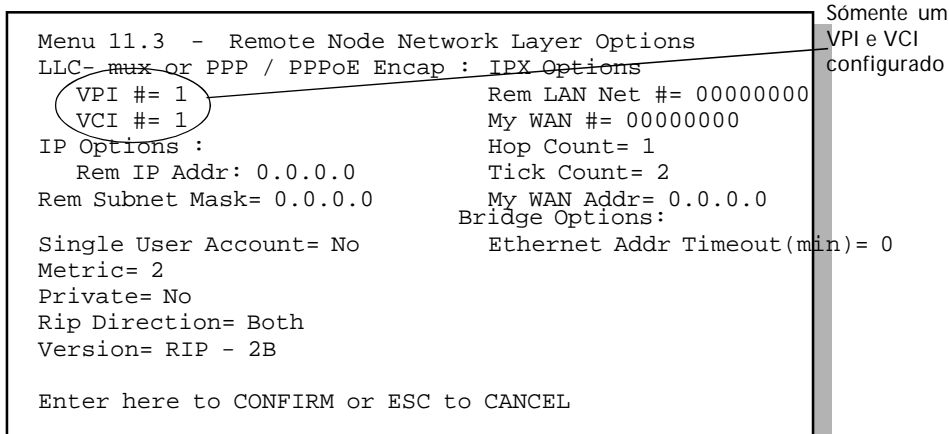 Menu 11.3 - Remote Node Network Layer Options
LLC- mux or PPP / PPPoE Encap : IPX Options
VPI #= 1 Rem LAN Net #= 00000000
VCI #= 1 My WAN #= 00000000
IP Options : Hop Count= 1
Rem IP Addr: 0.0.0.0 Tick Count= 2
Rem Subnet Mask= 0.0.0.0 My WAN Addr= 0.0.0.0
Bridge Options:
Single User Account= No Ethernet Addr Timeout(min)= 0
Metric= 2
Private= No
Rip Direction= Both
Version= RIP - 2B
Enter here to CONFIRM or ESC to CANCEL
Sómente um
VPI e VCI
configurado